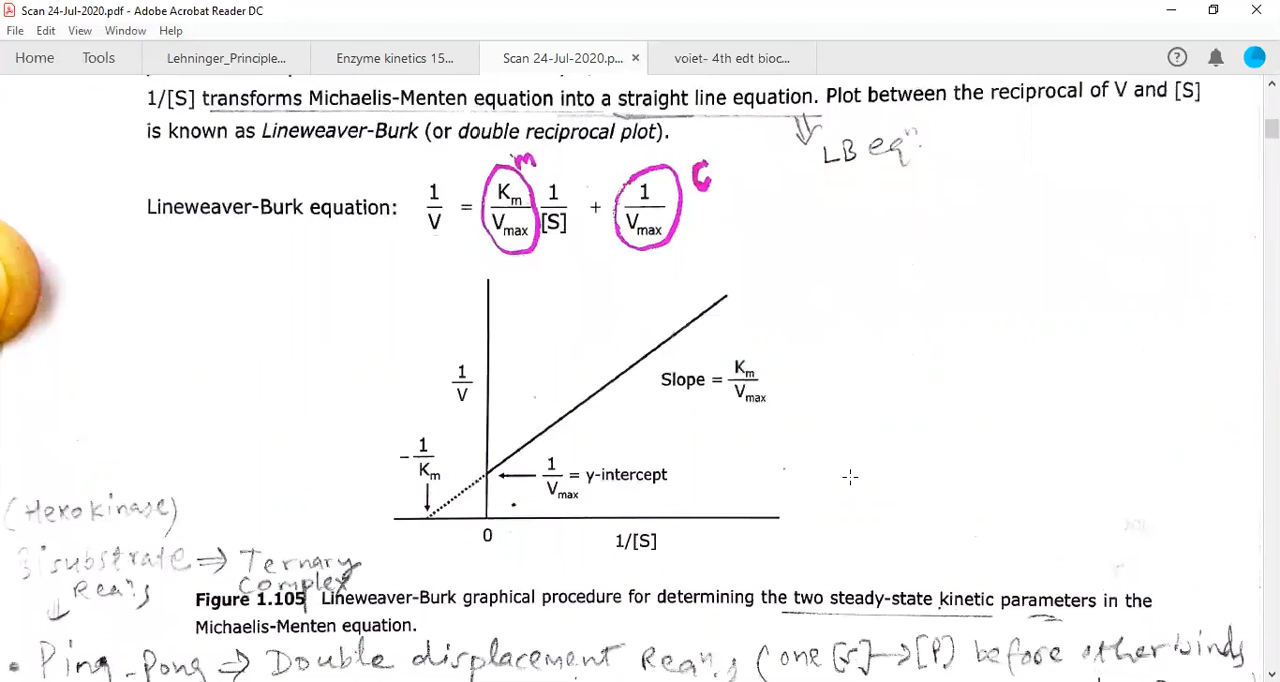 Scan 24-Jul-2020.pdf - Adobe Acrobat Reader DC
File Edit View Window Help
Home Tools Lehninger_Principle... Enzyme kinetics 15... Scan 24-Jul-2020.p... × voiet- 4th edt bioc...
1/[S] transforms Michaelis-Menten equation into a straight line equation. Plot between the reciprocal of V and [S]
is known as Lineweaver-Burk (or double reciprocal plot).
LB eqⁿ.
m
C
Lineweaver-Burk equation: 1/V = Km/Vmax 1/[S] + 1/Vmax
1/V
Slope = Km/Vmax
-1/Km
1/Vmax = y-intercept
0
1/[S]
(Hexokinase)
Bisubstrate ⇒ Ternary
Complex
Reaⁿs
Figure 1.105 Lineweaver-Burk graphical procedure for determining the two steady-state kinetic parameters in the
Michaelis-Menten equation.
• Ping-Pong ⇒ Double displacement Reaⁿs (one [S]→[P] before other binds